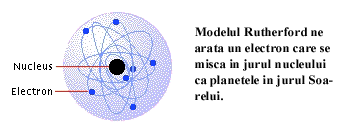 Modelul Rutherford ne
arata un electron care se
misca in jurul nucleului
ca planetele in jurul Soa-
relui.
Nucleus
Electron